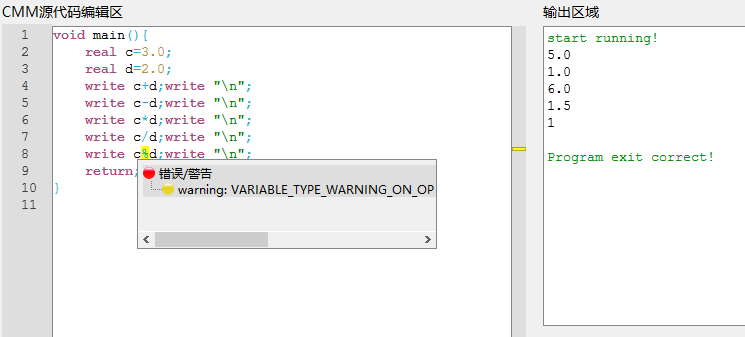 CMM源代码编辑区
1 void main(){
2 real c=3.0;
3 real d=2.0;
4 write c+d;write "\n";
5 write c-d;write "\n";
6 write c*d;write "\n";
7 write c/d;write "\n";
8 write c%d;write "\n";
9 return;
10 }
11
错误/警告
warning: VARIABLE_TYPE_WARNING_ON_OP
输出区域
start running!
5.0
1.0
6.0
1.5
1
Program exit correct!